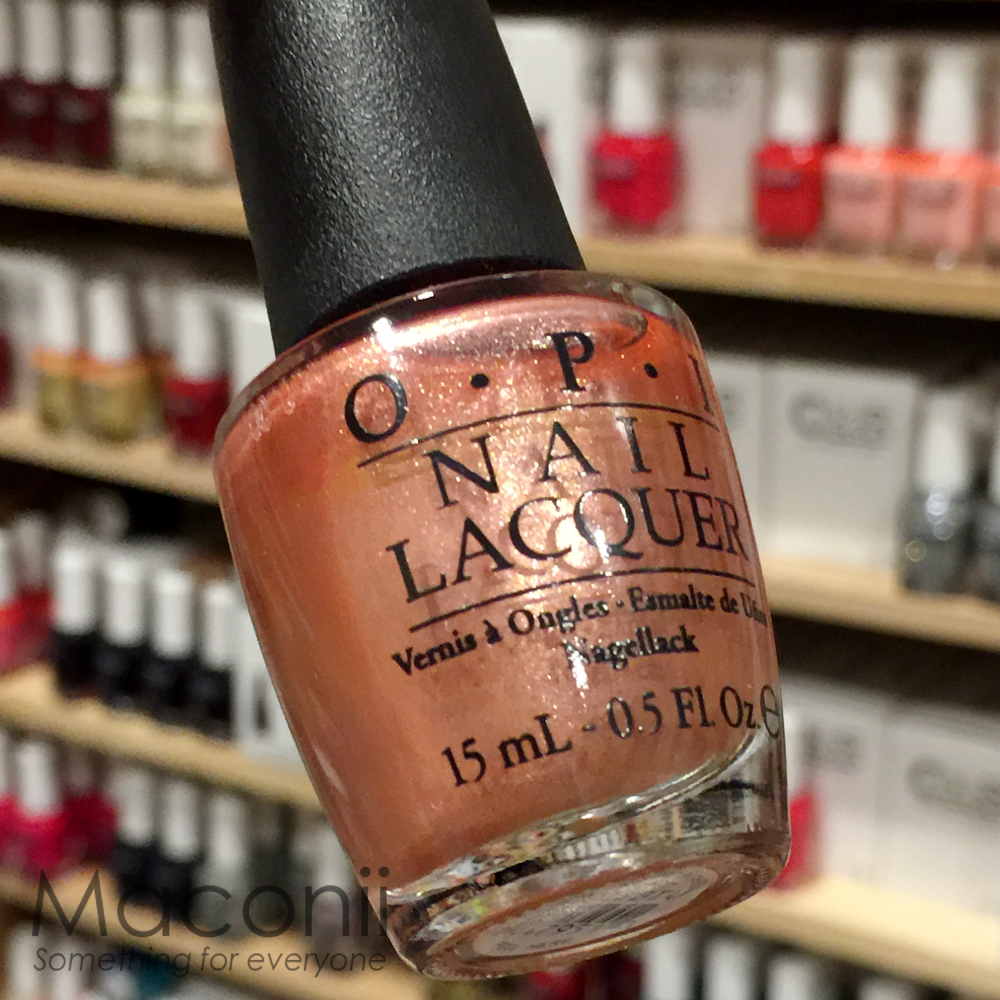 O · P · I
NAIL
LACQUER
Vernis à Ongles · Esmalte de Uñas
Nagellack
15 mL - 0.5 Fl. Oz. e
Maconii
Something for everyone